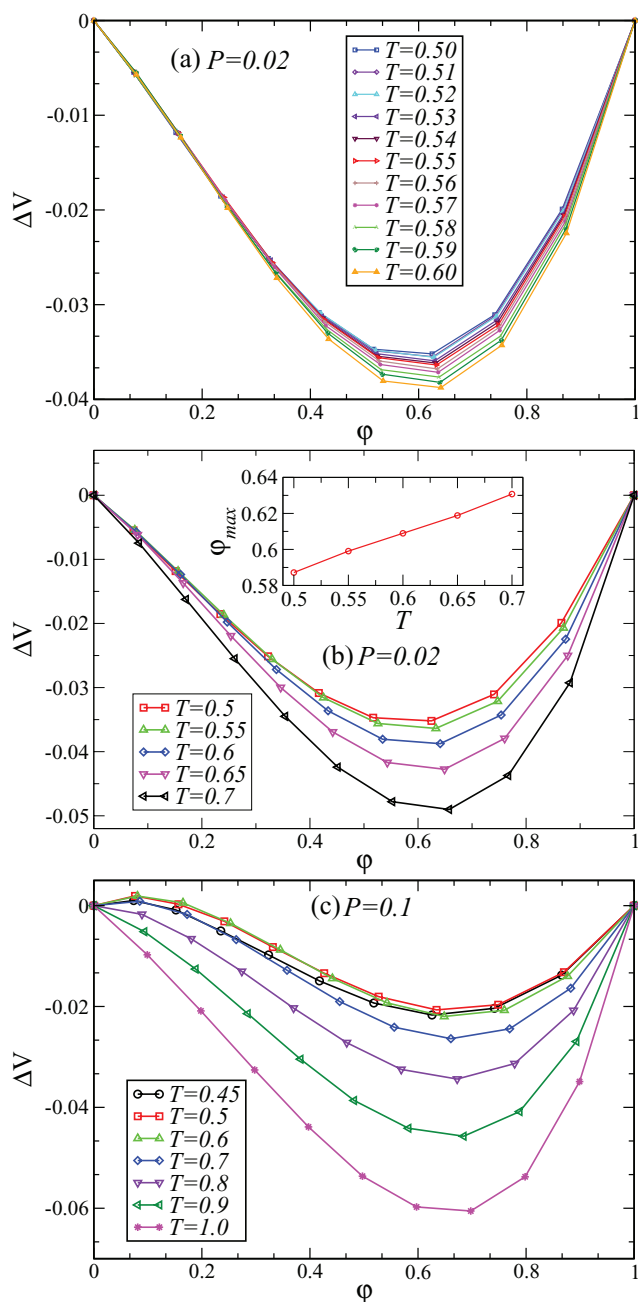 (a) P=0.02
T=0.50
T=0.51
T=0.52
T=0.53
T=0.54
T=0.55
T=0.56
T=0.57
T=0.58
T=0.59
T=0.60
0
-0.01
-0.02
-0.03
-0.04
ΔV
0 0.2 0.4 0.6 0.8 1
φ
0.64
0.62
0.6
0.58
φmax
0.5 0.55 0.6 0.65 0.7
T
(b) P=0.02
T=0.5
T=0.55
T=0.6
T=0.65
T=0.7
0
-0.01
-0.02
-0.03
-0.04
-0.05
ΔV
0 0.2 0.4 0.6 0.8 1
φ
(c) P=0.1
T=0.45
T=0.5
T=0.6
T=0.7
T=0.8
T=0.9
T=1.0
0
-0.02
-0.04
-0.06
ΔV
0 0.2 0.4 0.6 0.8 1
φ